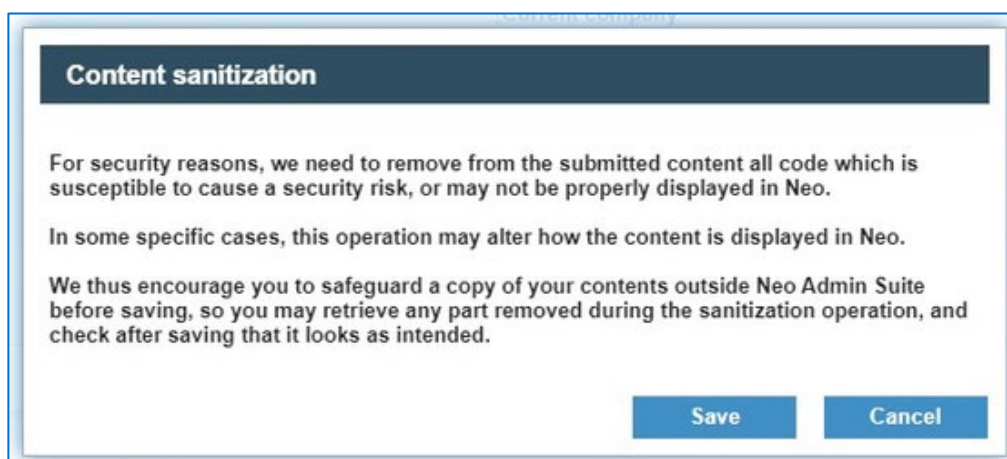 Current company
Content sanitization
For security reasons, we need to remove from the submitted content all code which is
susceptible to cause a security risk, or may not be properly displayed in Neo.
In some specific cases, this operation may alter how the content is displayed in Neo.
We thus encourage you to safeguard a copy of your contents outside Neo Admin Suite
before saving, so you may retrieve any part removed during the sanitization operation, and
check after saving that it looks as intended.
Save Cancel